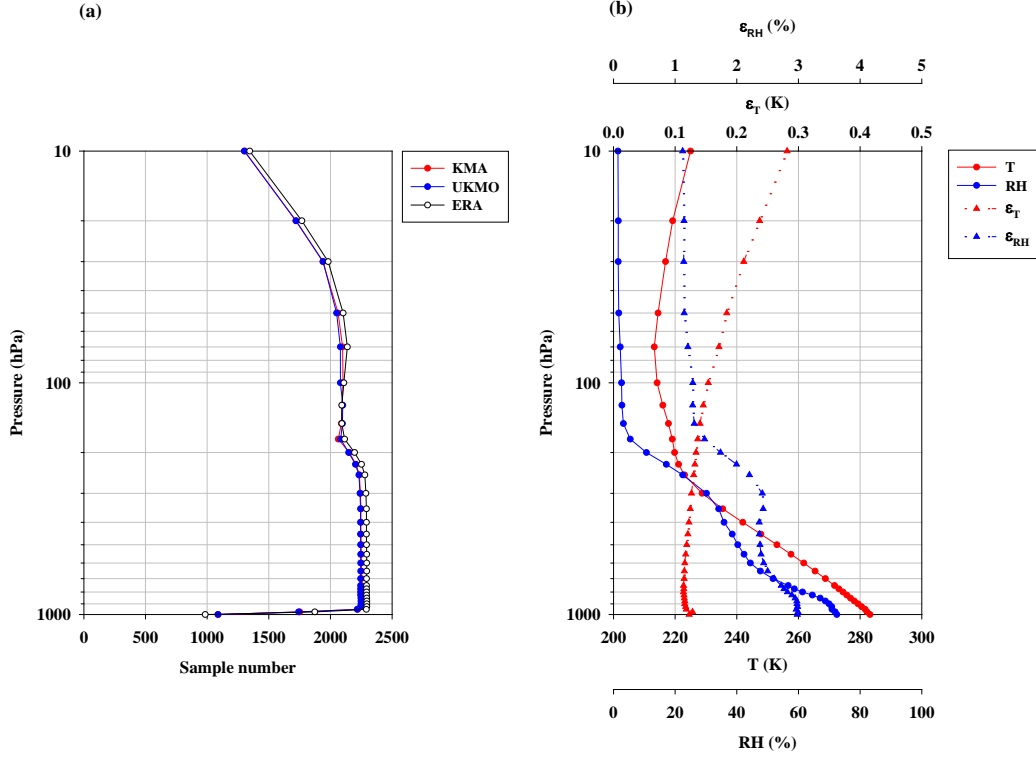 (a)
10
100
1000
Pressure (hPa)
0 500 1000 1500 2000 2500
Sample number
KMA
UKMO
ERA
(b)
εRH (%)
0 1 2 3 4 5
εT (K)
0.0 0.1 0.2 0.3 0.4 0.5
10
100
1000
Pressure (hPa)
200 220 240 260 280 300
T (K)
0 20 40 60 80 100
RH (%)
T
RH
εT
εRH